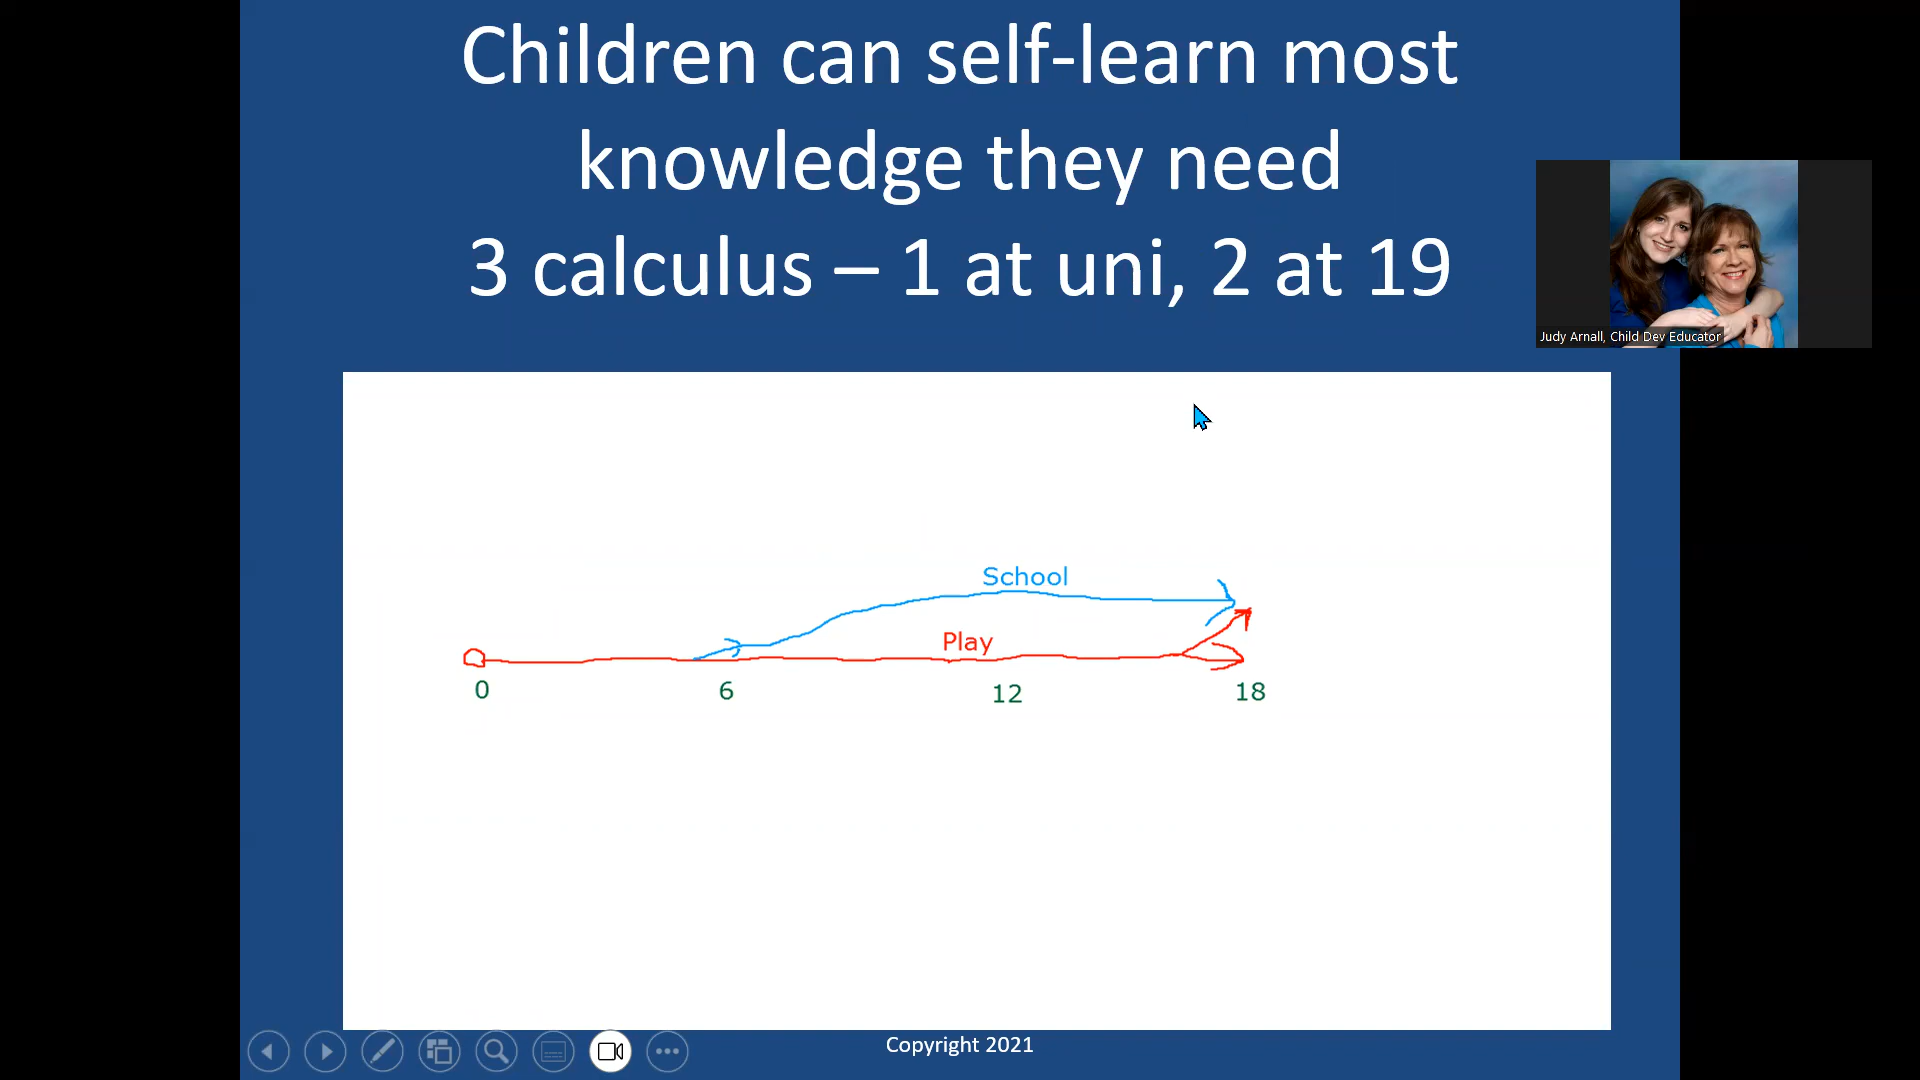 Children can self-learn most
knowledge they need
3 calculus – 1 at uni, 2 at 19
Judy Arnall, Child Dev Educator
School
Play
0
6
12
18
Copyright 2021